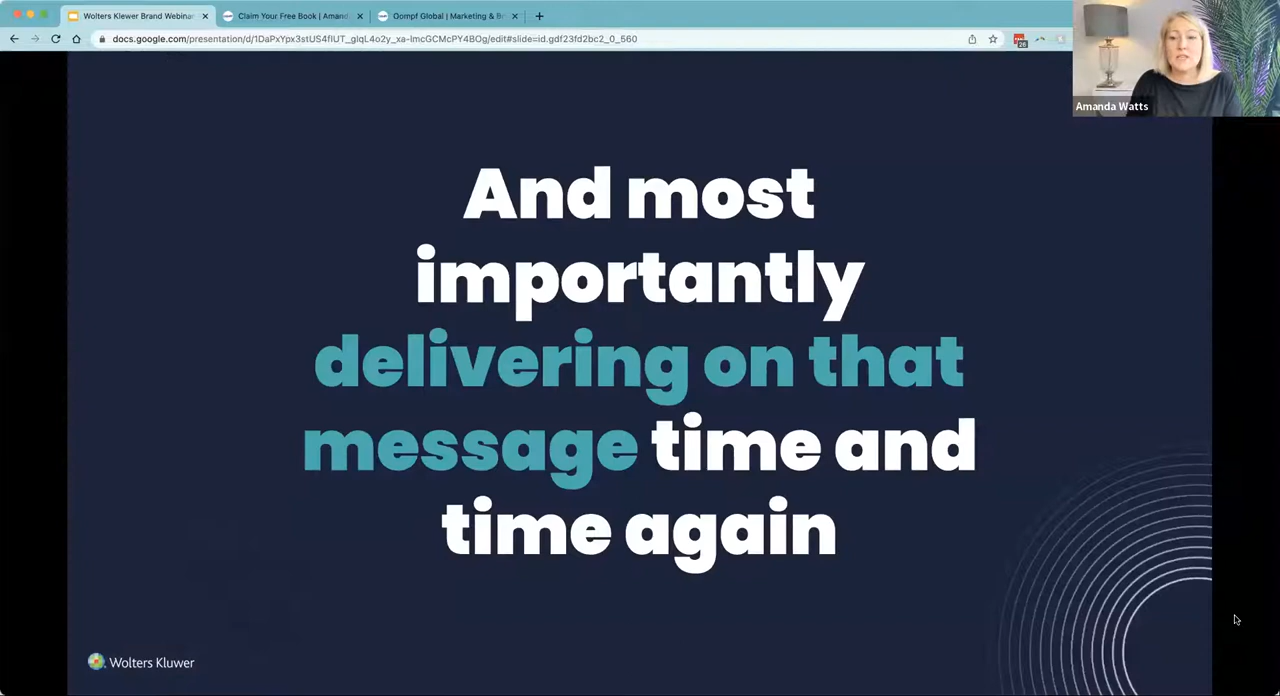 Wolters Klewer Brand Webinar
Claim Your Free Book | Amand
Oompf Global | Marketing & B
docs.google.com/presentation/d/1DaPxYpx3stUS4fIUT_glqL4o2y_xa-lmcGCMcPY4BOg/edit#slide=id.gdf23fd2bc2_0_560
Amanda Watts
And most
importantly
delivering on that
message time and
time again
Wolters Kluwer